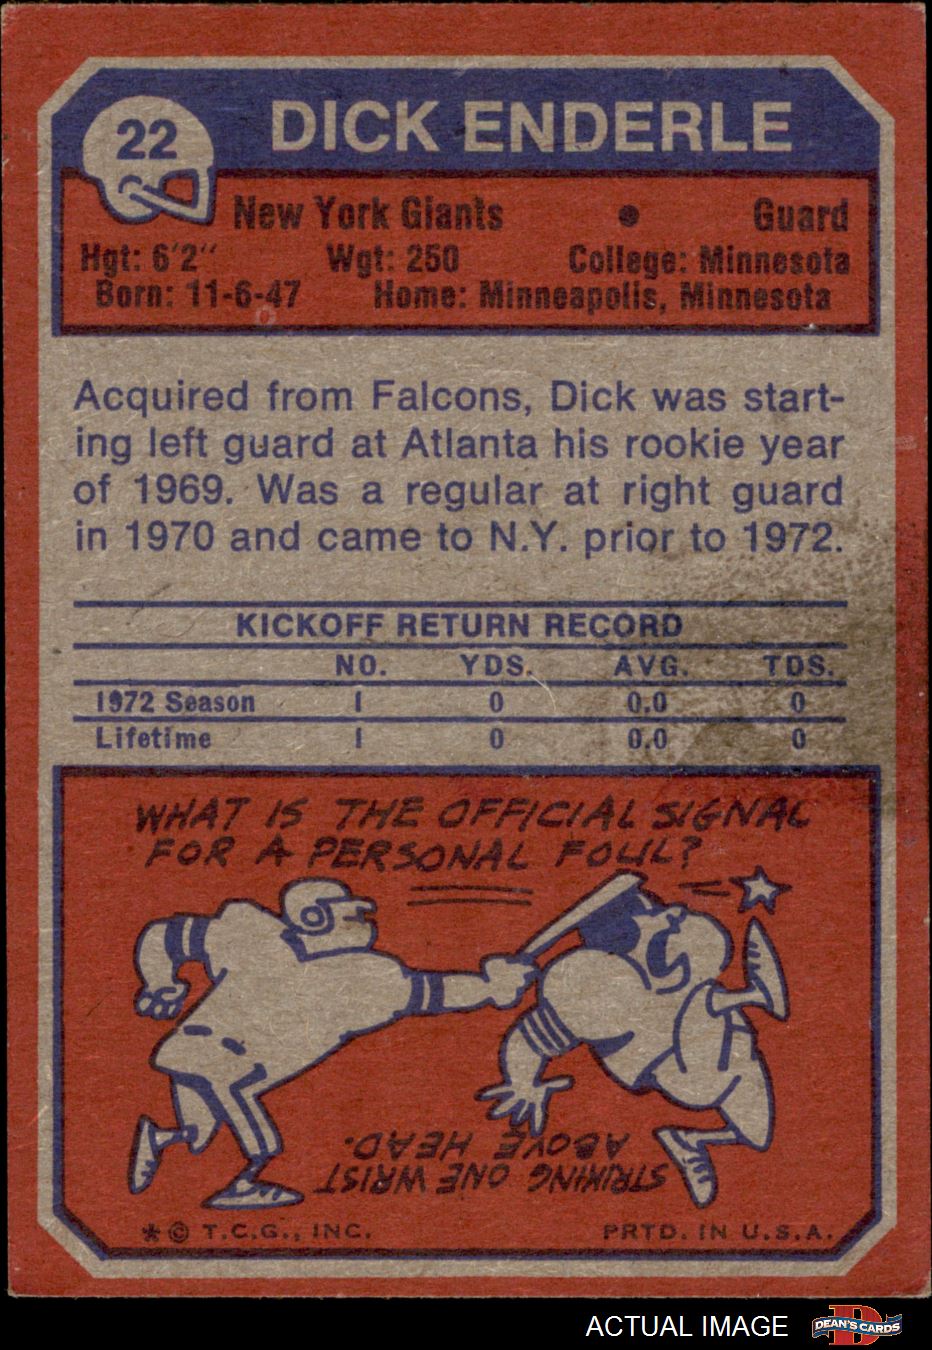 22
DICK ENDERLE
New York Giants • Guard
Hgt: 6'2" Wgt: 250 College: Minnesota
Born: 11-6-47 Home: Minneapolis, Minnesota
Acquired from Falcons, Dick was start-
ing left guard at Atlanta his rookie year
of 1969. Was a regular at right guard
in 1970 and came to N.Y. prior to 1972.
KICKOFF RETURN RECORD
NO. YDS. AVG. TDS.
1972 Season 1 0 0.0 0
Lifetime 1 0 0.0 0
WHAT IS THE OFFICIAL SIGNAL
FOR A PERSONAL FOUL?
STRIKING ONE WRIST
ABOVE HEAD.
* © T.C.G., INC. PRTD. IN U.S.A.
ACTUAL IMAGE
DEAN'S CARDS